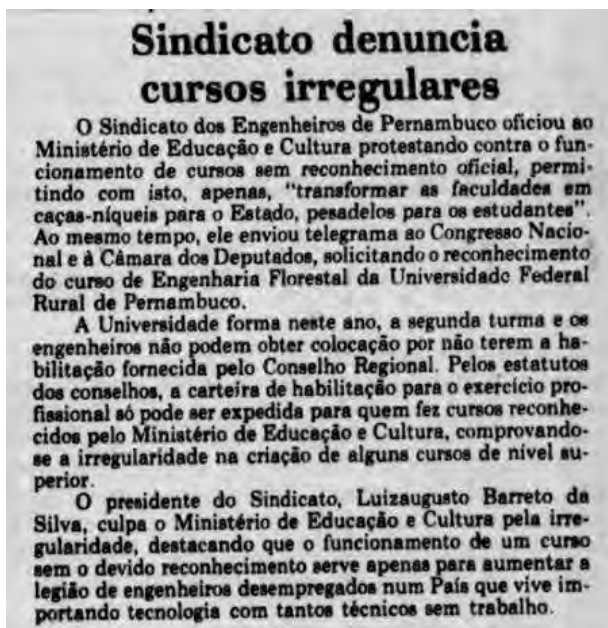 Sindicato denuncia
cursos irregulares
O Sindicato dos Engenheiros de Pernambuco oficiou ao
Ministério de Educação e Cultura protestando contra o fun-
cionamento de cursos sem reconhecimento oficial, permi-
tindo com isto, apenas, "transformar as faculdades em
caças-níqueis para o Estado, pesadelos para os estudantes".
Ao mesmo tempo, ele enviou telegrama ao Congresso Nacio-
nal e à Câmara dos Deputados, solicitando o reconhecimento
do curso de Engenharia Florestal da Universidade Federal
Rural de Pernambuco.
A Universidade forma neste ano, a segunda turma e os
engenheiros não podem obter colocação por não terem a ha-
bilitação fornecida pelo Conselho Regional. Pelos estatutos
dos conselhos, a carteira de habilitação para o exercício pro-
fissional só pode ser expedida para quem fez cursos reconhe-
cidos pelo Ministério de Educação e Cultura, comprovando-
se a irregularidade na criação de alguns cursos de nível su-
perior.
O presidente do Sindicato, Luizaugusto Barreto da
Silva, culpa o Ministério de Educação e Cultura pela irre-
gularidade, destacando que o funcionamento de um curso
sem o devido reconhecimento serve apenas para aumentar a
legião de engenheiros desempregados num País que vive im-
portando tecnologia com tantos técnicos sem trabalho.